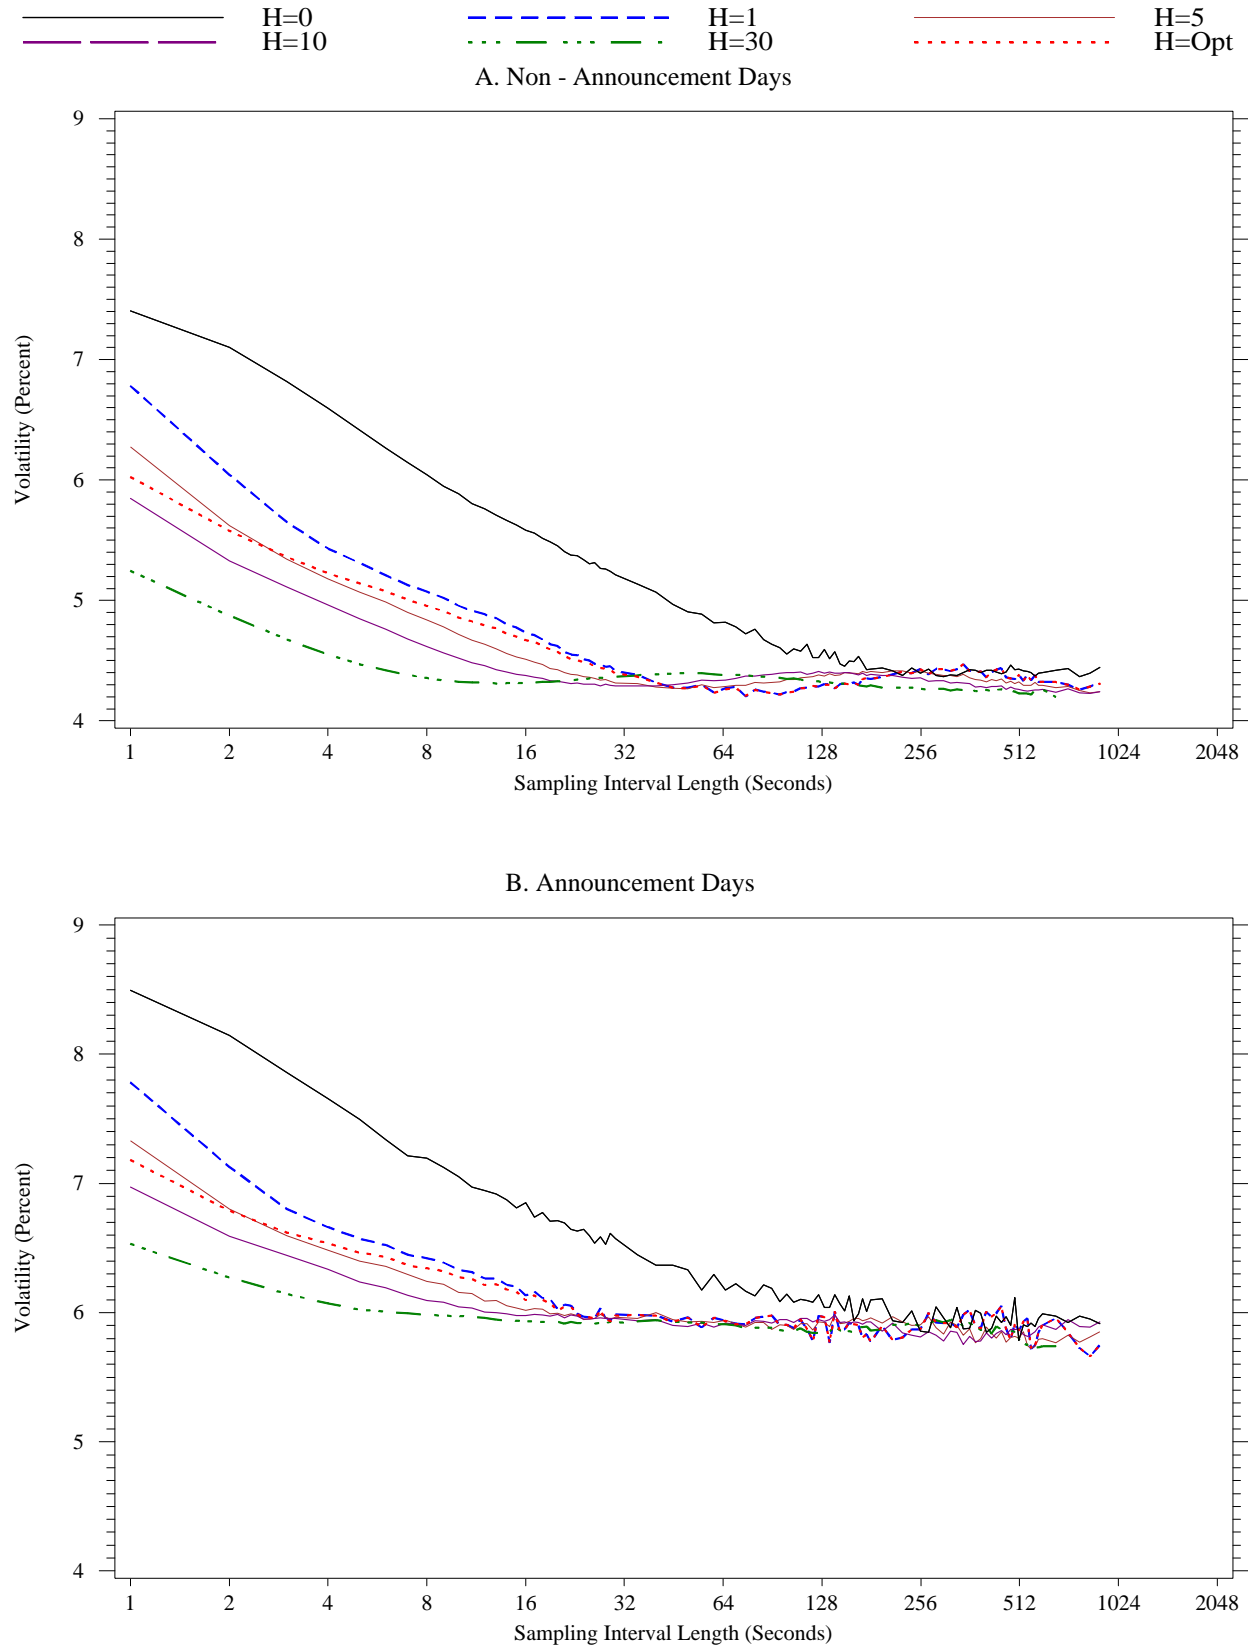 H=0 H=1 H=5
H=10 H=30 H=Opt
A. Non - Announcement Days
9
8
7
6
5
4
Volatility (Percent)
1 2 4 8 16 32 64 128 256 512 1024 2048
Sampling Interval Length (Seconds)
B. Announcement Days
9
8
7
6
5
4
Volatility (Percent)
1 2 4 8 16 32 64 128 256 512 1024 2048
Sampling Interval Length (Seconds)